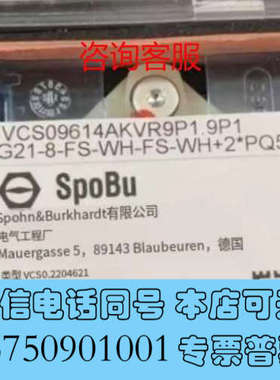 咨询客服
VCS09614AKVR9P1.9P1
G21-8-FS-WH-FS-WH+2*PQ5
SpoBu
Spohn&Burkhardt有限公司
电气工程厂
Mauergasse 5, 89143 Blaubeuren, 德国
类型 VCS0.2204621
信电话同号 本店可
750901001 专票普